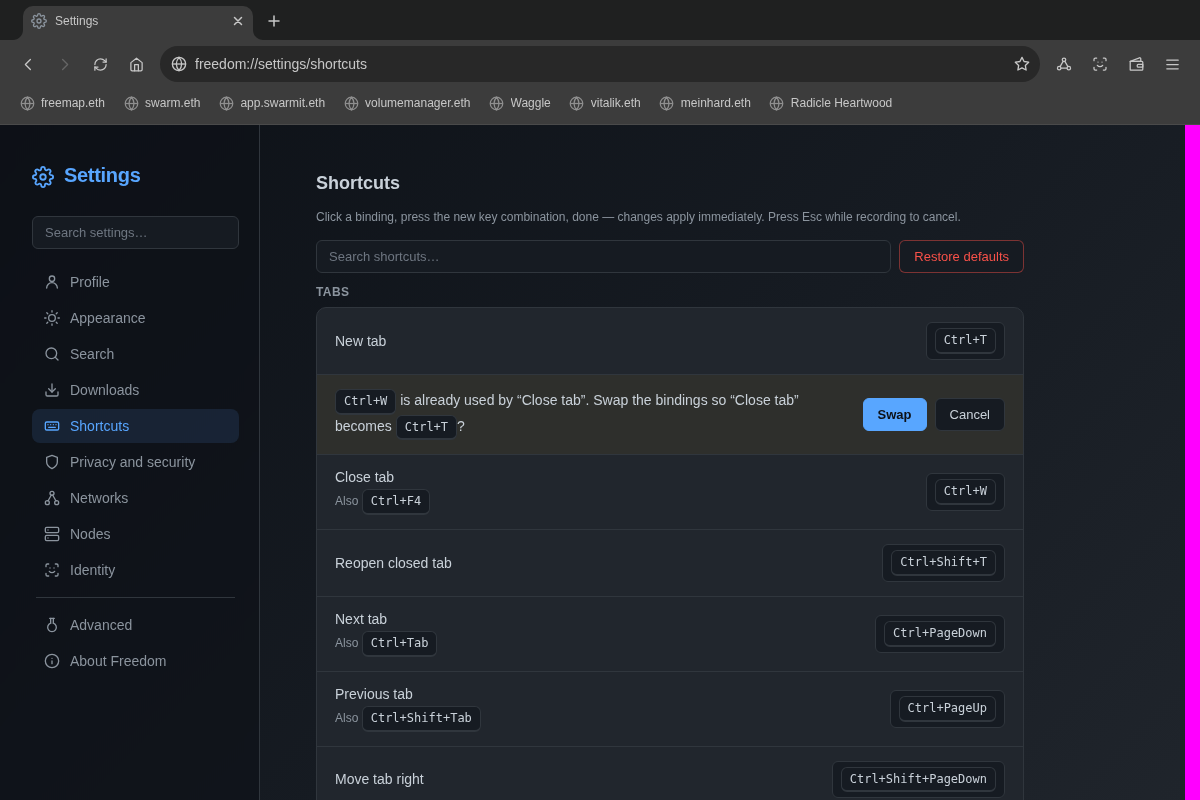 Settings
freedom://settings/shortcuts
freemap.eth swarm.eth app.swarmit.eth volumemanager.eth Waggle vitalik.eth meinhard.eth Radicle Heartwood
Settings
Search settings…
Profile
Appearance
Search
Downloads
Shortcuts
Privacy and security
Networks
Nodes
Identity
Advanced
About Freedom
Shortcuts
Click a binding, press the new key combination, done — changes apply immediately. Press Esc while recording to cancel.
Search shortcuts…
Restore defaults
TABS
New tab
Ctrl+T
Ctrl+W is already used by “Close tab”. Swap the bindings so “Close tab”
becomes Ctrl+T?
Swap
Cancel
Close tab
Also Ctrl+F4
Ctrl+W
Reopen closed tab
Ctrl+Shift+T
Next tab
Also Ctrl+Tab
Ctrl+PageDown
Previous tab
Also Ctrl+Shift+Tab
Ctrl+PageUp
Move tab right
Ctrl+Shift+PageDown